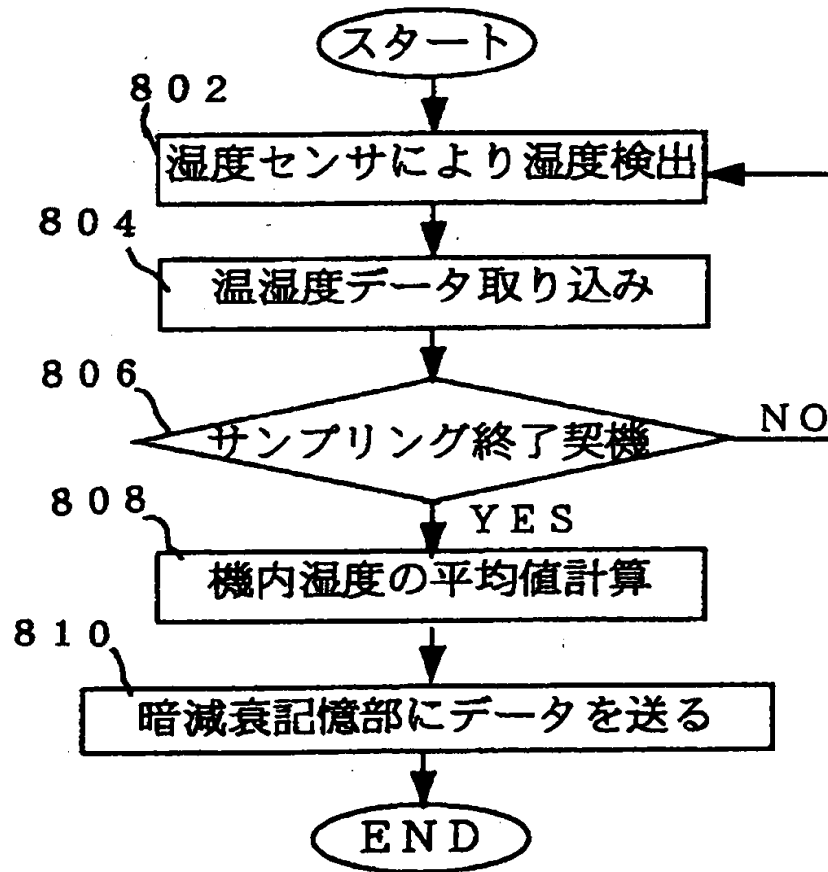 スタート
802
湿度センサにより湿度検出
804
温湿度データ取り込み
806
サンプリング終了契機
NO
YES
808
機内湿度の平均値計算
810
暗減衰記憶部にデータを送る
END